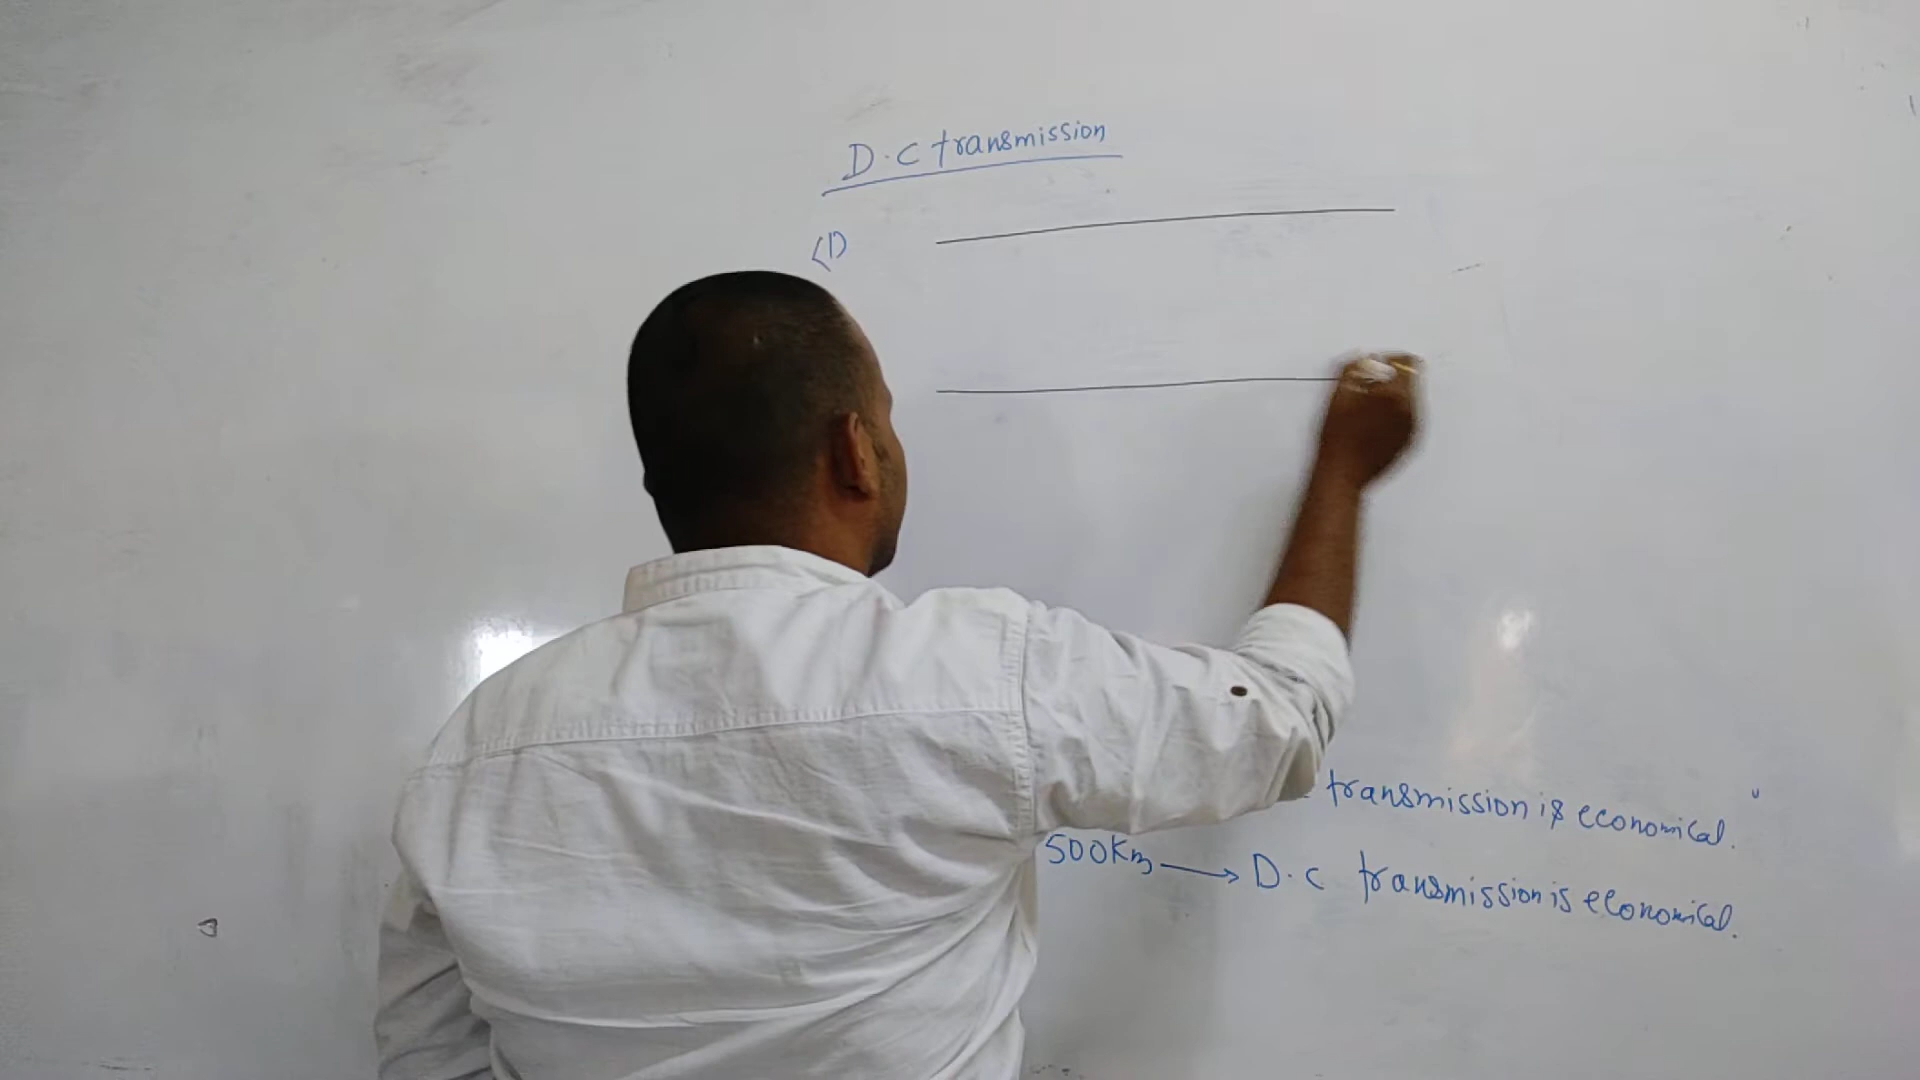 D.C transmission
(1)
transmission is economical.
500Km → D.C transmission is economical.